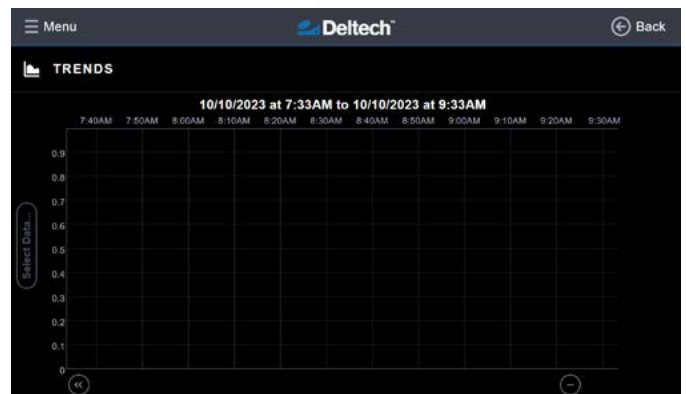 Menu
Deltech™
Back
TRENDS
10/10/2023 at 7:33AM to 10/10/2023 at 9:33AM
7:40AM 7:50AM 8:00AM 8:10AM 8:20AM 8:30AM 8:40AM 8:50AM 9:00AM 9:10AM 9:20AM 9:30AM
0.9
0.8
0.7
0.6
0.5
0.4
0.3
0.2
0.1
0
Select Data...